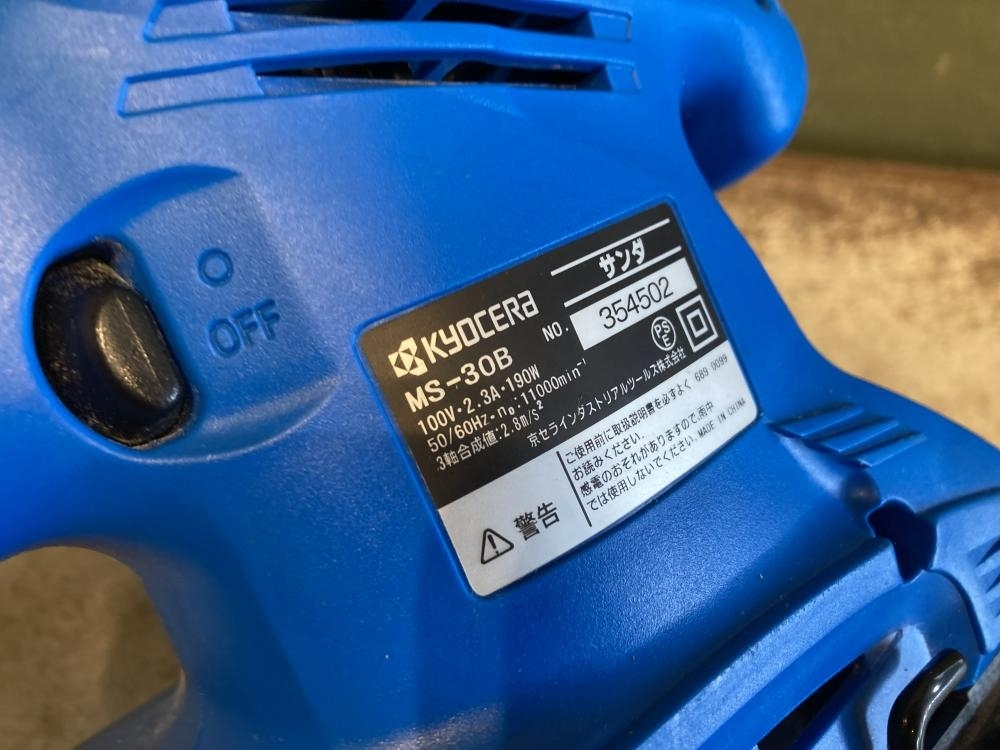 O
OFF
サンダ
KYOCERA
NO. 354502
MS-30B
100V・2.3A・190W
50/60Hz・n₀:11000min⁻¹
3軸合成値:2.8m/s²
PS
E
京セラインダストリアルツールズ株式会社
警告
ご使用前に取扱説明書を必ずよく
お読みください。
感電のおそれがありますので、雨中
では使用しないでください。
689 0099
MADE IN CHINA